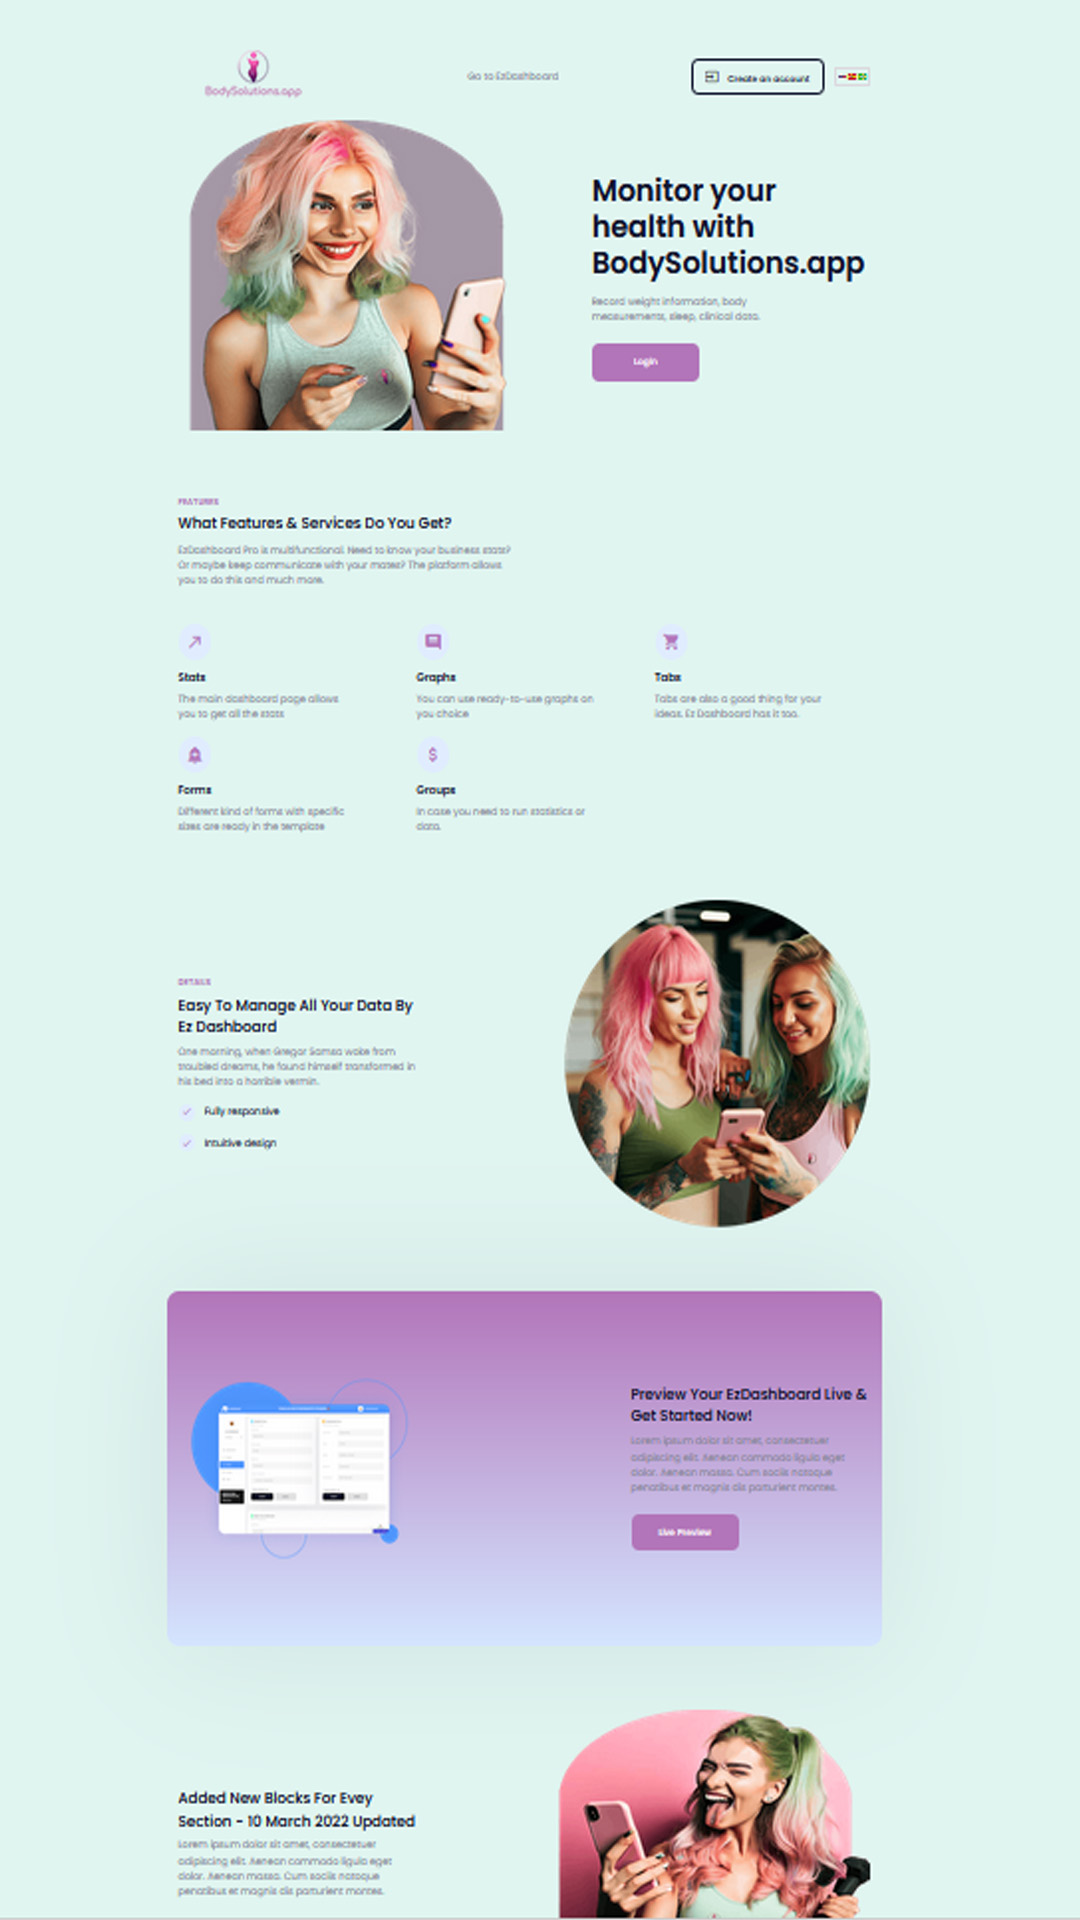 BodySolutions.app
Go to EzDashboard
Create an account
Monitor your
health with
BodySolutions.app
Record weight information, body
measurements, sleep, clinical data.
Login
FEATURES
What Features & Services Do You Get?
EzDashboard Pro is multifunctional. Need to know your business stats?
Or maybe keep communicate with your mates? The platform allows
you to do this and much more.
Stats
The main dashboard page allows
you to get all the stats
Graphs
You can use ready-to-use graphs on
you choice
Tabs
Tabs are also a good thing for your
ideas. Ez Dashboard has it too.
Forms
Different kind of forms with specific
sizes are ready in the template
Groups
In case you need to run statistics or
data.
DETAILS
Easy To Manage All Your Data By
Ez Dashboard
One morning, when Gregor Samsa woke from
troubled dreams, he found himself transformed in
his bed into a horrible vermin.
Fully responsive
Intuitive design
Preview Your EzDashboard Live &
Get Started Now!
Lorem ipsum dolor sit amet, consectetuer
adipiscing elit. Aenean commodo ligula eget
dolor. Aenean massa. Cum sociis natoque
penatibus et magnis dis parturient montes.
Live Preview
Added New Blocks For Evey
Section - 10 March 2022 Updated
Lorem ipsum dolor sit amet, consectetuer
adipiscing elit. Aenean commodo ligula eget
dolor. Aenean massa. Cum sociis natoque
penatibus et magnis dis parturient montes.